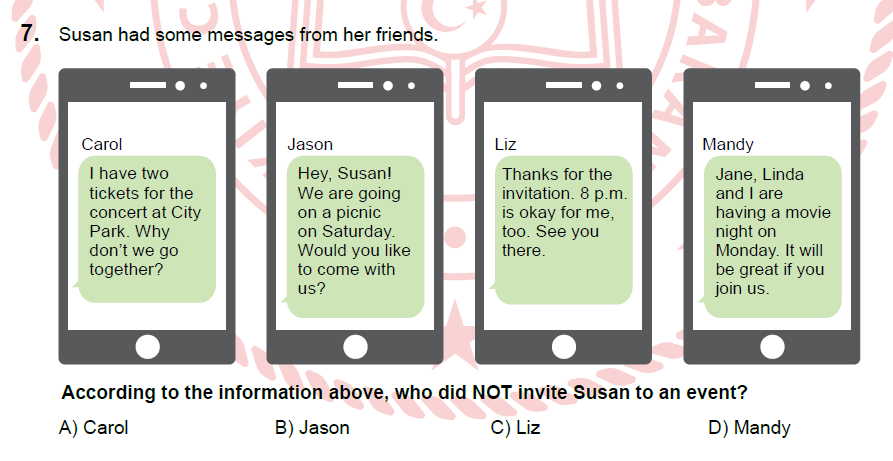 7. Susan had some messages from her friends.
Carol
I have two
tickets for the
concert at City
Park. Why
don't we go
together?
Jason
Hey, Susan!
We are going
on a picnic
on Saturday.
Would you like
to come with
us?
Liz
Thanks for the
invitation. 8 p.m.
is okay for me,
too. See you
there.
Mandy
Jane, Linda
and I are
having a movie
night on
Monday. It will
be great if you
join us.
According to the information above, who did NOT invite Susan to an event?
A) Carol
B) Jason
C) Liz
D) Mandy